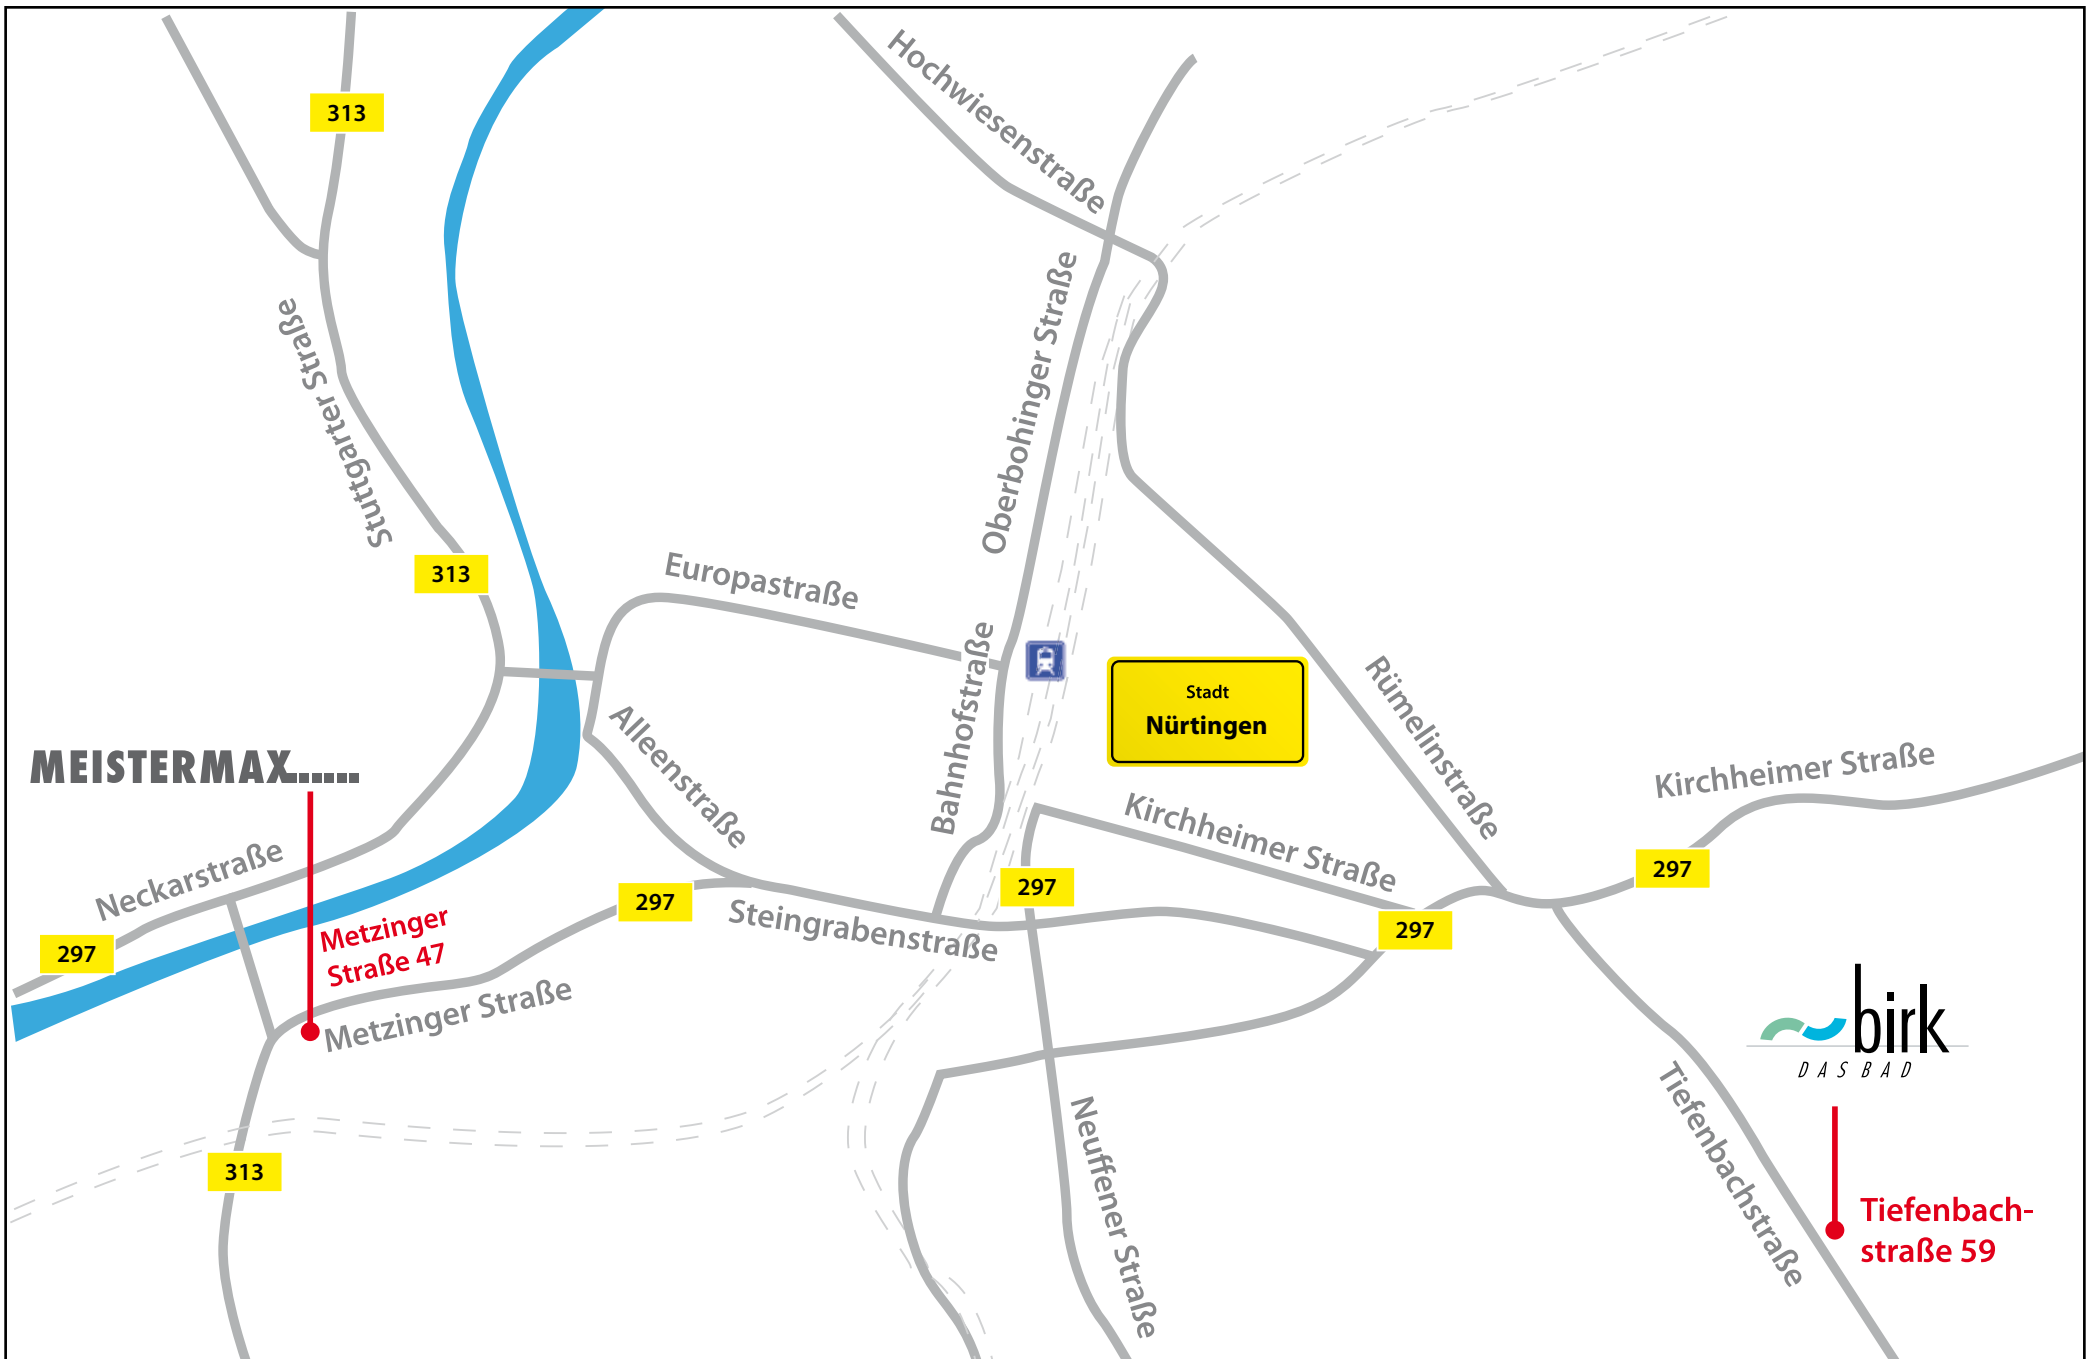 313
Hochwiesenstraße
Stuttgarter Straße
Oberbohinger Straße
313
Europastraße
Bahnhofstraße
Stadt
Nürtingen
Rümelinstraße
Alleenstraße
MEISTERMAX
Kirchheimer Straße
Kirchheimer Straße
Neckarstraße
297
297
297
297
297
Metzinger
Straße 47
Steingrabenstraße
Metzinger Straße
birk
DAS BAD
313
Neuffener Straße
Tiefenbachstraße
Tiefenbach-
straße 59